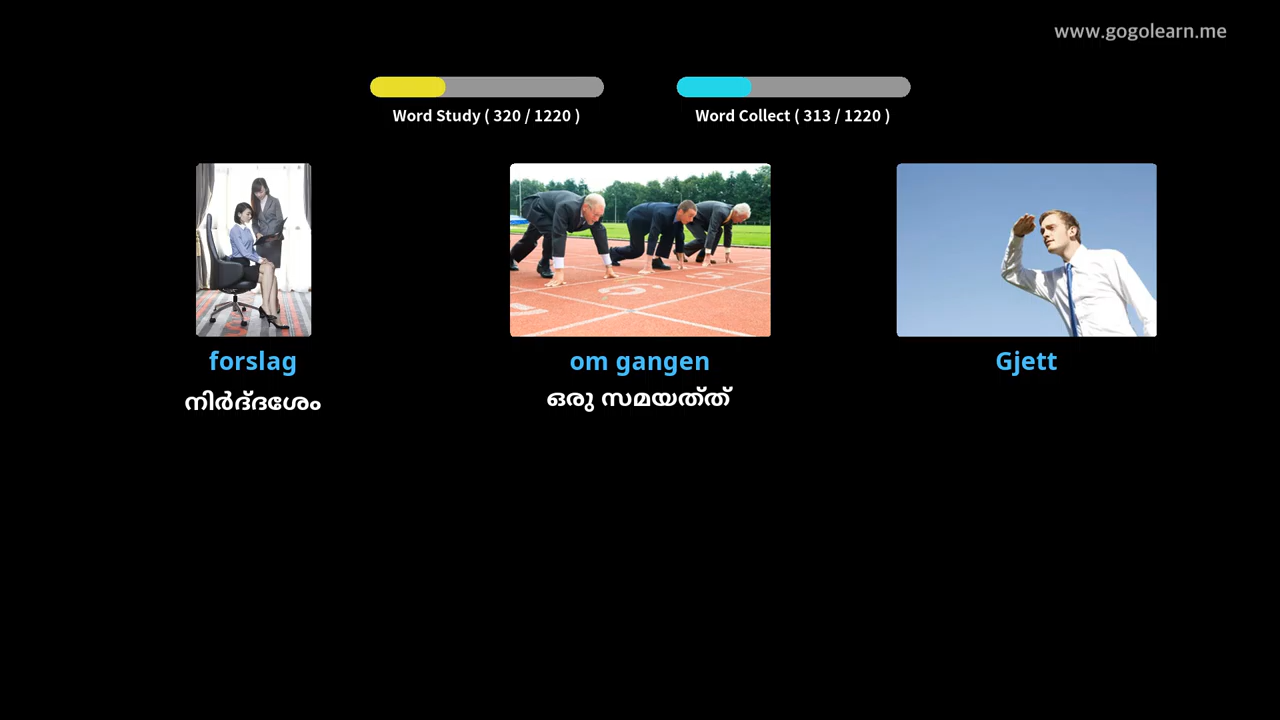 www.gogolearn.me
Word Study ( 320 / 1220 )
Word Collect ( 313 / 1220 )
forslag
om gangen
Gjett
നിർദ്ദേശം
ഒരു സമയത്ത്